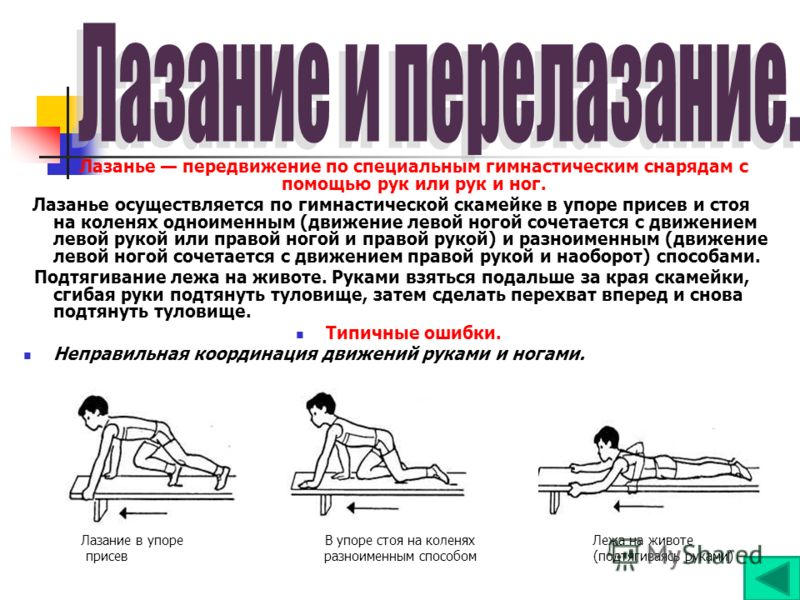 Лазание и перелазание.
Лазанье — передвижение по специальным гимнастическим снарядам с
помощью рук или рук и ног.
Лазанье осуществляется по гимнастической скамейке в упоре присев и стоя
на коленях одноименным (движение левой ногой сочетается с движением
левой рукой или правой ногой и правой рукой) и разноименным (движение
левой ногой сочетается с движением правой рукой и наоборот) способами.
Подтягивание лежа на животе. Руками взяться подальше за края скамейки,
сгибая руки подтянуть туловище, затем сделать перехват вперед и снова
подтянуть туловище.
Типичные ошибки.
Неправильная координация движений руками и ногами.
Лазание в упоре
присев
В упоре стоя на коленях
разноименным способом
Лежа на животе
(подтягиваясь руками)
MyShared